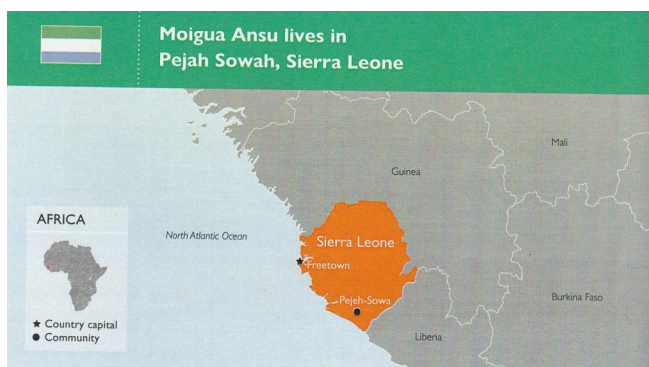 Moigua Ansu lives in
Pejah Sowah, Sierra Leone
Mali
Guinea
AFRICA
North Atlantic Ocean
Sierra Leone
Freetown
Pejeh-Sowa
Burkina Faso
Country capital
Community
Liberia